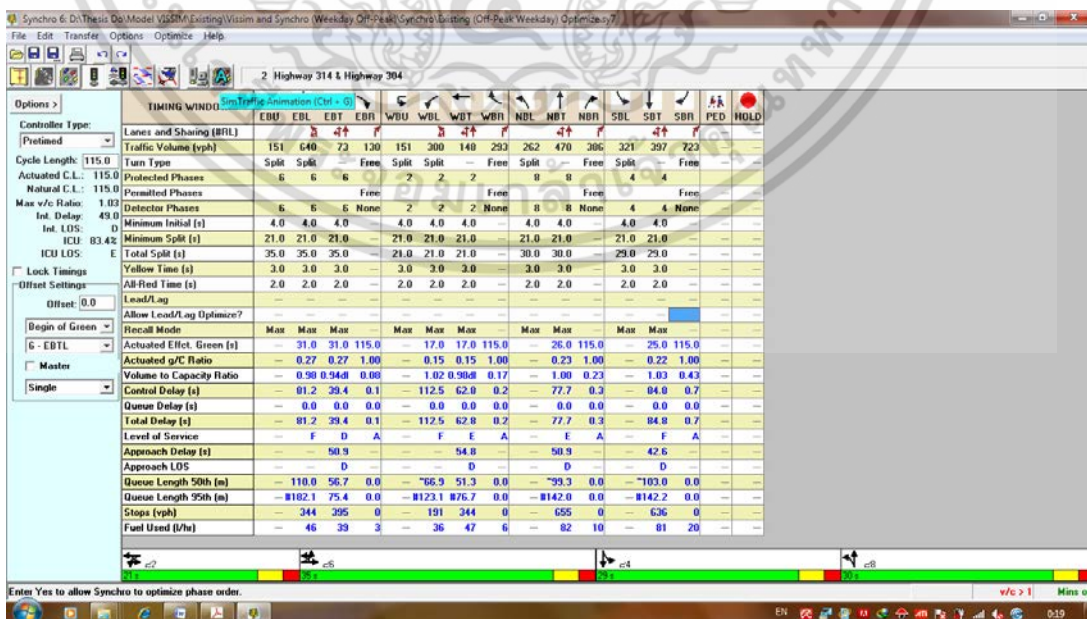 Synchro 6: D:\Thesis Do\Model VISSIM\Existing\Vissim and Synchro (Weekday Off-Peak)\Synchro\Existing (Off-Peak Weekday) Optimize.sy7
File Edit Transfer Options Optimize Help
2 Highway 314 & Highway 304
Options >
TIMING WINDO SimTraffic Animation (Ctrl + G)
EBU EBL EBT EBR WBU WBL WBT WBR NBL NBT NBR SBL SBT SBR PED HOLD
Controller Type:
Pretimed
Cycle Length: 115.0
Actuated C.L.: 115.0
Natural C.L.: 115.0
Max v/c Ratio: 1.03
Int. Delay: 49.0
Int. LOS: D
ICU: 83.4%
ICU LOS: E
Lock Timings
Offset Settings
Offset: 0.0
Begin of Green
6 - EBTL
Master
Single
Lanes and Sharing (#RL)
Traffic Volume (vph) 151 640 73 130 151 300 148 293 262 470 386 321 397 723 — —
Turn Type Split Split — Free Split Split — Free Split — Free Split — Free — —
Protected Phases 6 6 6 2 2 2 8 8 4 4 — —
Permitted Phases Free Free Free Free — —
Detector Phases 6 6 6 None 2 2 2 None 8 8 None 4 4 None — —
Minimum Initial (s) 4.0 4.0 4.0 — 4.0 4.0 4.0 — 4.0 4.0 — 4.0 4.0 — — —
Minimum Split (s) 21.0 21.0 21.0 — 21.0 21.0 21.0 — 21.0 21.0 — 21.0 21.0 — — —
Total Split (s) 35.0 35.0 35.0 — 21.0 21.0 21.0 — 30.0 30.0 — 29.0 29.0 — — —
Yellow Time (s) 3.0 3.0 3.0 — 3.0 3.0 3.0 — 3.0 3.0 — 3.0 3.0 — — —
All-Red Time (s) 2.0 2.0 2.0 — 2.0 2.0 2.0 — 2.0 2.0 — 2.0 2.0 — — —
Lead/Lag — — — — — — — — — — — — — — — —
Allow Lead/Lag Optimize? — — — — — — — — — — — — — — —
Recall Mode Max Max Max — Max Max Max — Max Max — Max Max — — —
Actuated Effct. Green (s) — 31.0 31.0 115.0 — 17.0 17.0 115.0 — 26.0 115.0 — 25.0 115.0 — —
Actuated g/C Ratio — 0.27 0.27 1.00 — 0.15 0.15 1.00 — 0.23 1.00 — 0.22 1.00 — —
Volume to Capacity Ratio — 0.98 0.94dl 0.08 — 1.02 0.98dl 0.17 — 1.00 0.23 — 1.03 0.43 — —
Control Delay (s) — 81.2 39.4 0.1 — 112.5 62.8 0.2 — 77.7 0.3 — 84.8 0.7 — —
Queue Delay (s) — 0.0 0.0 0.0 — 0.0 0.0 0.0 — 0.0 0.0 — 0.0 0.0 — —
Total Delay (s) — 81.2 39.4 0.1 — 112.5 62.8 0.2 — 77.7 0.3 — 84.8 0.7 — —
Level of Service — F D A — F E A — E A — F A — —
Approach Delay (s) — — 50.9 — — — 54.8 — — 50.9 — — 42.6 — — —
Approach LOS — — D — — — D — — D — — D — — —
Queue Length 50th (m) — 110.0 56.7 0.0 — ~66.9 51.3 0.0 — ~99.3 0.0 — ~103.0 0.0 — —
Queue Length 95th (m) — #182.1 75.4 0.0 — #123.1 #76.7 0.0 — #142.0 0.0 — #142.2 0.0 — —
Stops (vph) — 344 395 0 — 191 344 0 — 655 0 — 636 0 — —
Fuel Used (l/hr) — 46 39 3 — 36 47 6 — 82 10 — 81 20 — —
ø2 ø6 ø4 ø8
21 s 35 s 29 s 30 s
Enter Yes to allow Synchro to optimize phase order. v/c > 1 Mins
EN 0:19